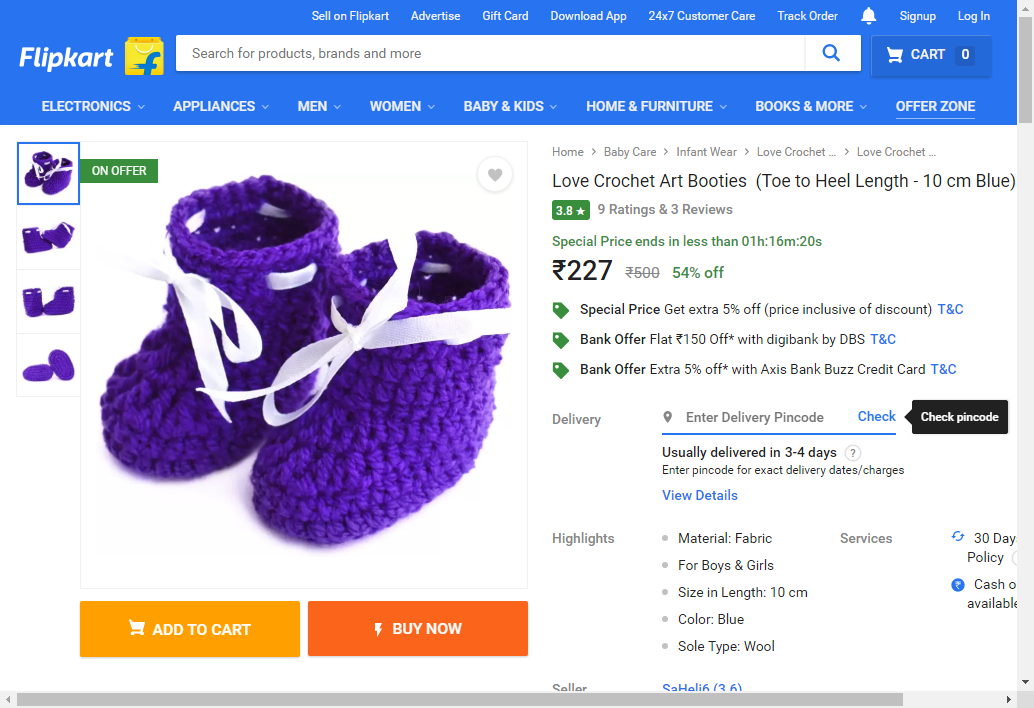 Sell on Flipkart Advertise Gift Card Download App 24x7 Customer Care Track Order Signup Log In
Flipkart
Search for products, brands and more
CART 0
ELECTRONICS APPLIANCES MEN WOMEN BABY & KIDS HOME & FURNITURE BOOKS & MORE OFFER ZONE
ON OFFER
Home > Baby Care > Infant Wear > Love Crochet ... > Love Crochet ...
Love Crochet Art Booties (Toe to Heel Length - 10 cm Blue)
3.8 ★ 9 Ratings & 3 Reviews
Special Price ends in less than 01h:16m:20s
₹227 ₹500 54% off
Special Price Get extra 5% off (price inclusive of discount) T&C
Bank Offer Flat ₹150 Off* with digibank by DBS T&C
Bank Offer Extra 5% off* with Axis Bank Buzz Credit Card T&C
Delivery
Enter Delivery Pincode Check
Check pincode
Usually delivered in 3-4 days ?
Enter pincode for exact delivery dates/charges
View Details
Highlights
Material: Fabric
For Boys & Girls
Size in Length: 10 cm
Color: Blue
Sole Type: Wool
Services
30 Day
Policy
Cash o
available
ADD TO CART
BUY NOW
Seller
SaHeli6 (3.6)